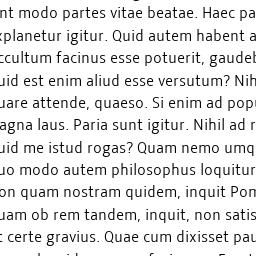 nt modo partes vitae beatae. Haec pa
xplanetur igitur. Quid autem habent a
ccultum facinus esse potuerit, gaudeb
uid est enim aliud esse versutum? Nih
uare attende, quaeso. Si enim ad popu
agna laus. Paria sunt igitur. Nihil ad r
uid me istud rogas? Quam nemo umq
uo modo autem philosophus loquitur
on quam nostram quidem, inquit Pom
uam ob rem tandem, inquit, non satis
t certe gravius. Quae cum dixisset pau